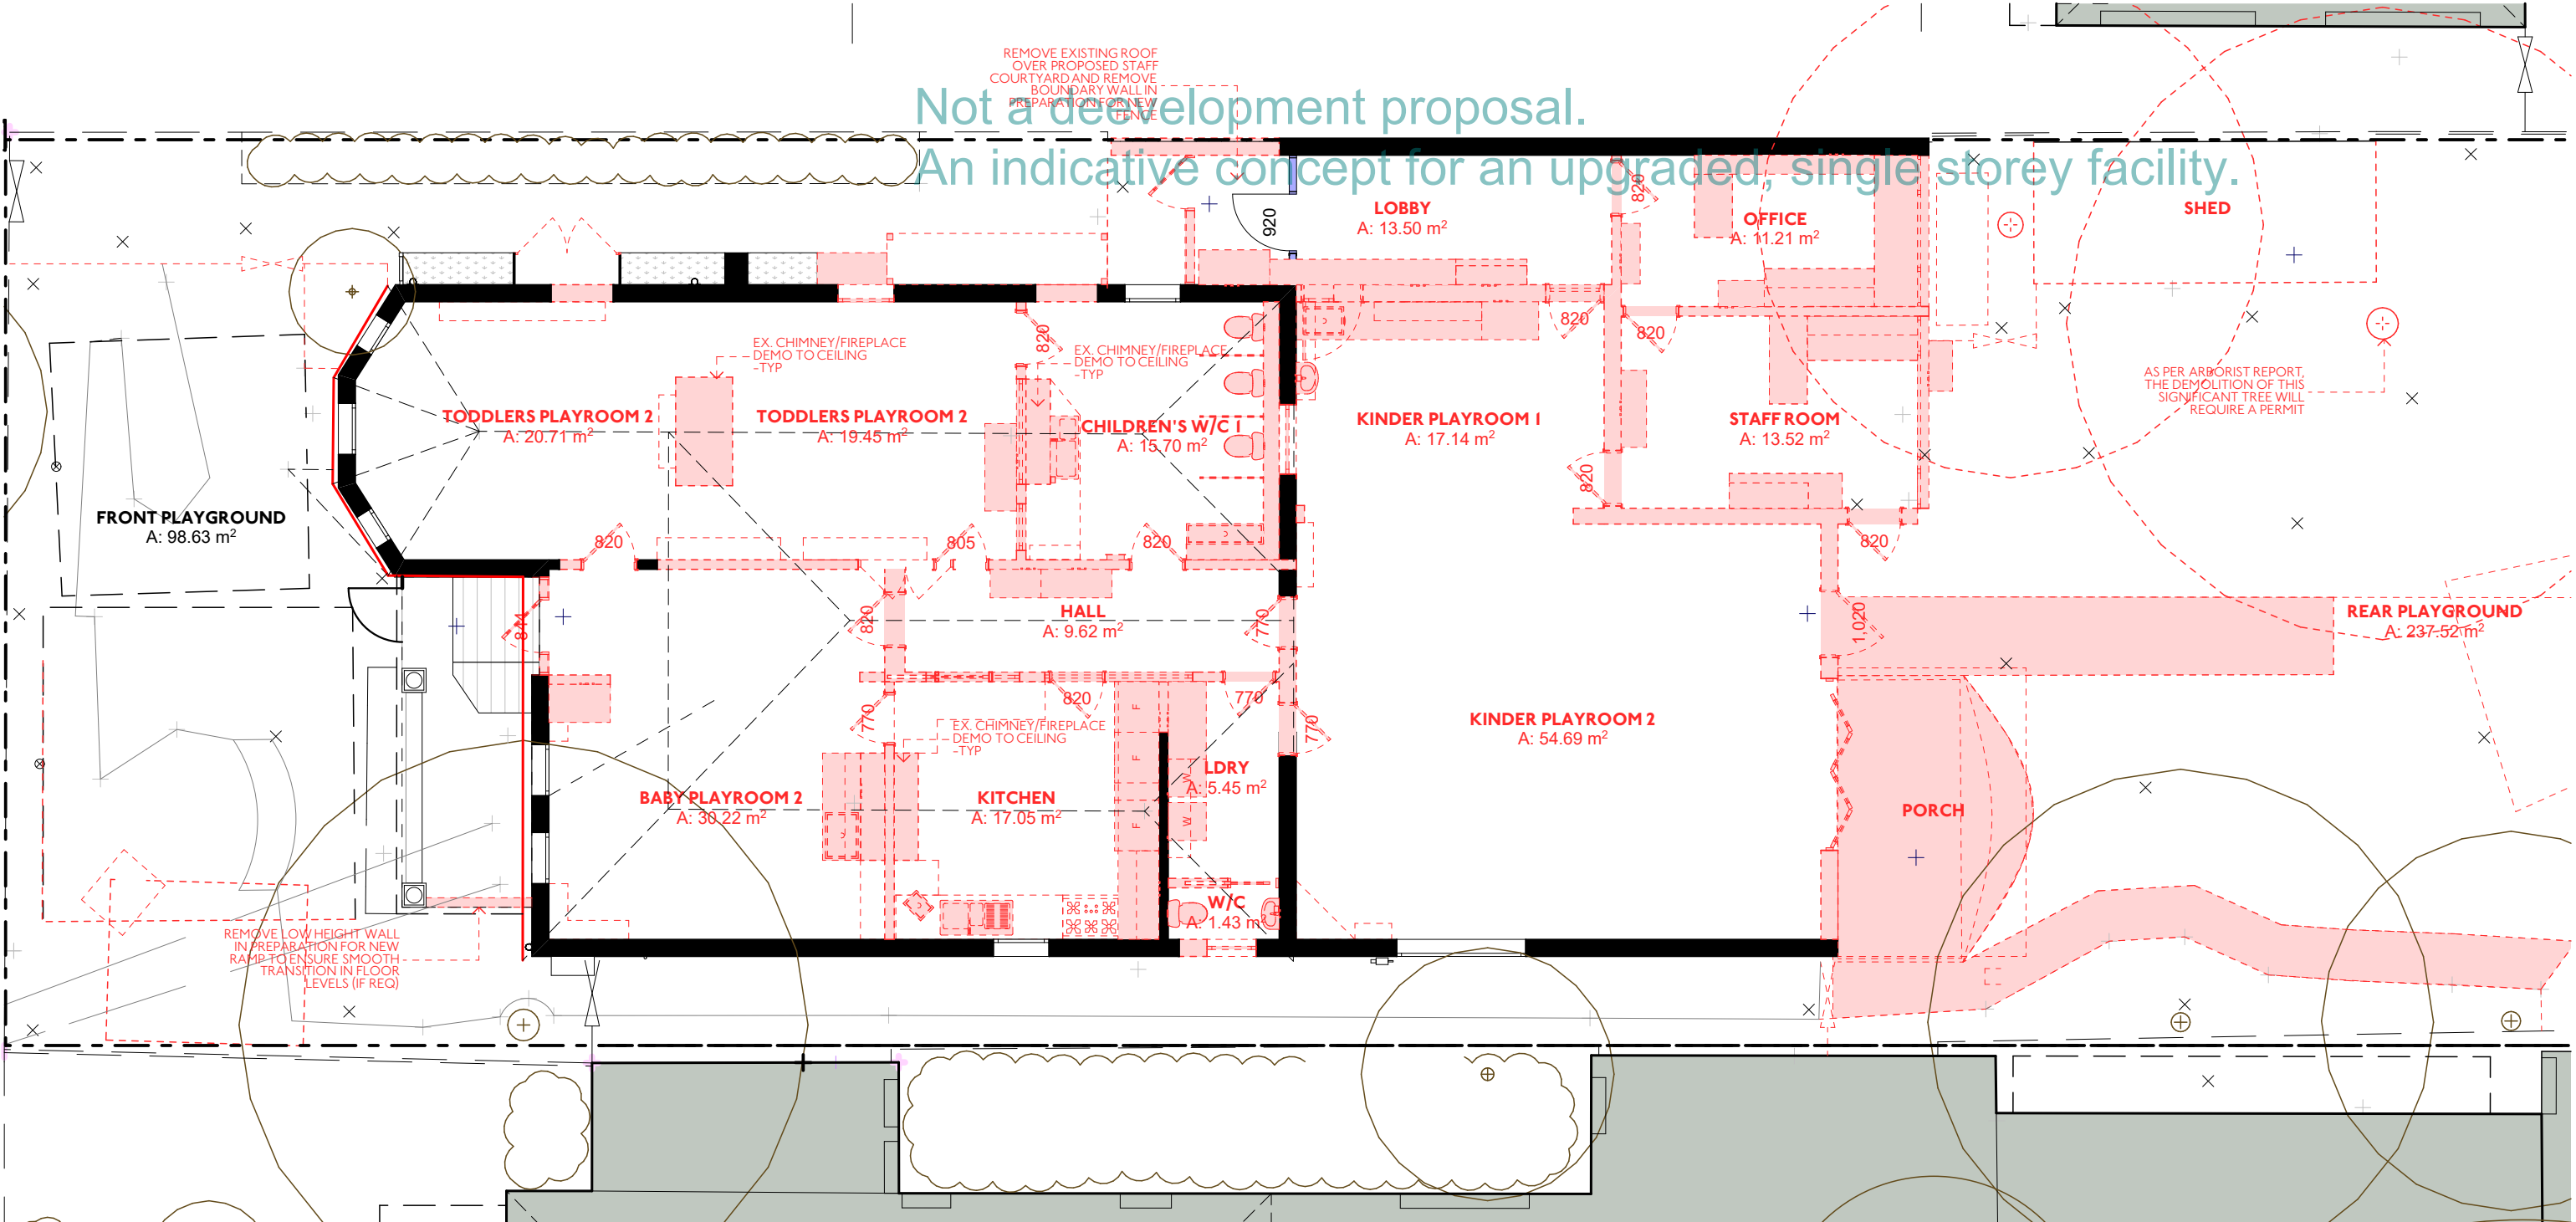 REMOVE EXISTING ROOF
OVER PROPOSED STAFF
COURTYARD AND REMOVE
BOUNDARY WALL IN
PREPARATION FOR NEW
FENCE
Not a deevelopment proposal.
An indicative concept for an upgraded, single storey facility.
LOBBY
A: 13.50 m²
920
820
OFFICE
A: 11.21 m²
SHED
820
820
EX. CHIMNEY/FIREPLACE
DEMO TO CEILING
-TYP
820
EX. CHIMNEY/FIREPLACE
DEMO TO CEILING
-TYP
AS PER ARBORIST REPORT,
THE DEMOLITION OF THIS
SIGNIFICANT TREE WILL
REQUIRE A PERMIT
TODDLERS PLAYROOM 2
A: 20.71 m²
TODDLERS PLAYROOM 2
A: 19.45 m²
CHILDREN'S W/C 1
A: 15.70 m²
KINDER PLAYROOM 1
A: 17.14 m²
STAFF ROOM
A: 13.52 m²
820
FRONT PLAYGROUND
A: 98.63 m²
820
805
820
820
844
820
HALL
A: 9.62 m²
770
1,020
REAR PLAYGROUND
A: 237.52 m²
770
820
770
770
F
F
F
F
EX. CHIMNEY/FIREPLACE
DEMO TO CEILING
-TYP
KINDER PLAYROOM 2
A: 54.69 m²
BABY PLAYROOM 2
A: 30.22 m²
KITCHEN
A: 17.05 m²
LDRY
A: 5.45 m²
W
W
PORCH
W/C
A: 1.43 m²
REMOVE LOW HEIGHT WALL
IN PREPARATION FOR NEW
RAMP TO ENSURE SMOOTH
TRANSITION IN FLOOR
LEVELS (IF REQ)